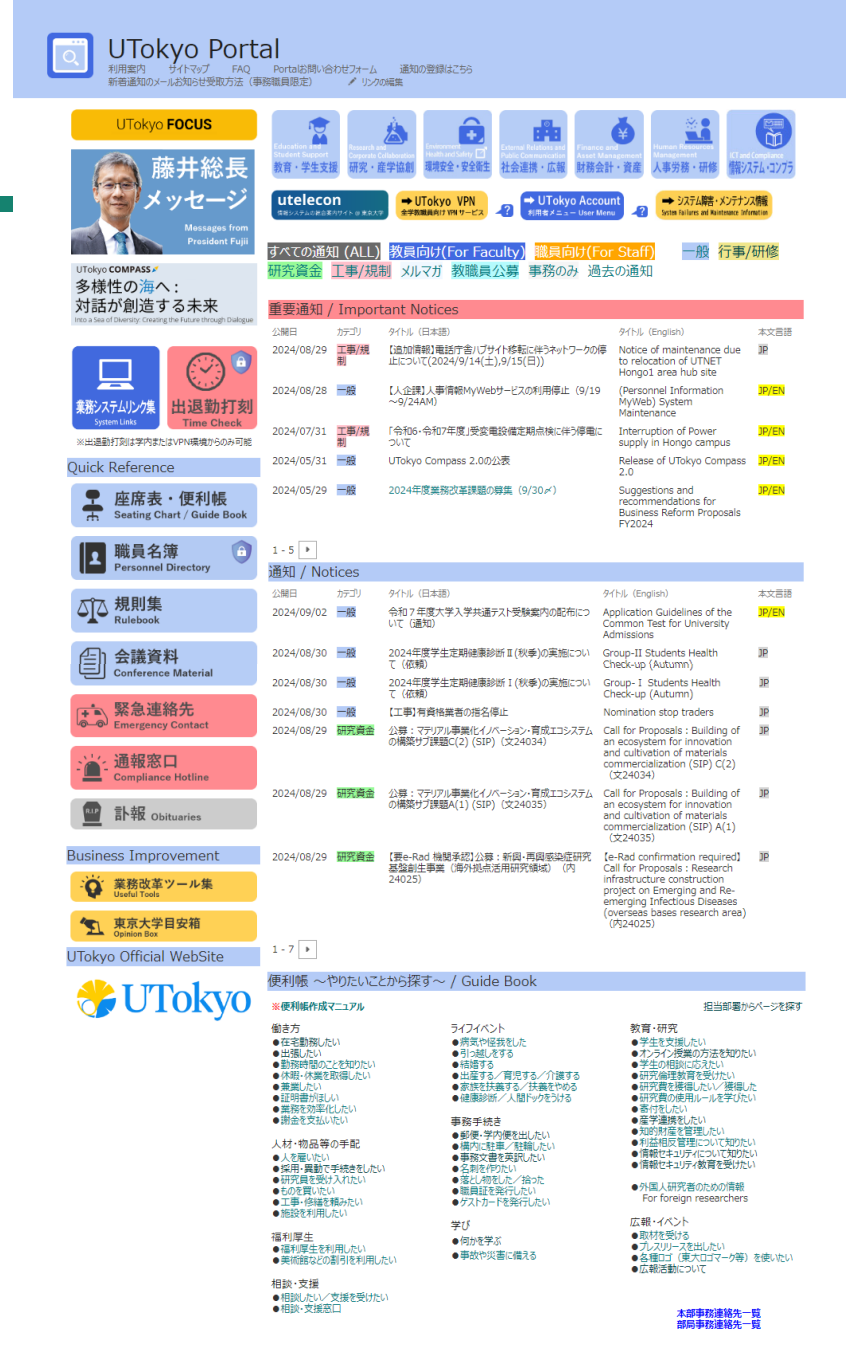 UTokyo Portal
利用案内 サイトマップ FAQ Portalお問い合わせフォーム 通知の登録はこちら
新着通知のメールお知らせ受取方法（事務職員限定） リンクの編集
UTokyo FOCUS
藤井総長
メッセージ
Messages from
President Fujii
UTokyo COMPASS
多様性の海へ：
対話が創造する未来
Into a Sea of Diversity: Creating the Future through Dialogue
業務システムリンク集
System Links
出退勤打刻
Time Check
※出退勤打刻は学内またはVPN環境からのみ可能
Quick Reference
座席表・便利帳
Seating Chart / Guide Book
職員名簿
Personnel Directory
規則集
Rulebook
会議資料
Conference Material
緊急連絡先
Emergency Contact
通報窓口
Compliance Hotline
R.I.P
訃報 Obituaries
Business Improvement
業務改革ツール集
Useful Tools
東京大学目安箱
Opinion Box
UTokyo Official WebSite
UTokyo
Education and
Student Support
教育・学生支援
Research and
Corporate Collaboration
研究・産学協創
Environment,
Health and Safety
環境安全・安全衛生
External Relations and
Public Communication
社会連携・広報
Finance and
Asset Management
財務会計・資産
Human Resources
Management
人事労務・研修
ICT and Compliance
情報システム・コンプラ
utelecon
情報システムの総合案内サイト @ 東京大学
➡ UTokyo VPN
全学教職員向け VPN サービス
?
➡ UTokyo Account
利用者メニュー User Menu
?
➡ システム障害・メンテナンス情報
System Failures and Maintenance Information
すべての通知 (ALL) 教員向け(For Faculty) 職員向け(For Staff) 一般 行事/研修
研究資金 工事/規制 メルマガ 教職員公募 事務のみ 過去の通知
重要通知 / Important Notices
公開日 カテゴリ タイトル（日本語） タイトル（English） 本文言語
2024/08/29 工事/規制 【追加情報】電話庁舎ハブサイト移転に伴うネットワークの停
止について(2024/9/14(土),9/15(日)) Notice of maintenance due
to relocation of UTNET
Hongo1 area hub site JP
2024/08/28 一般 【人企課】人事情報MyWebサービスの利用停止（9/19
～9/24AM） (Personnel Information
MyWeb) System
Maintenance JP/EN
2024/07/31 工事/規制 「令和6・令和7年度」受変電設備定期点検に伴う停電に
ついて Interruption of Power
supply in Hongo campus JP/EN
2024/05/31 一般 UTokyo Compass 2.0の公表 Release of UTokyo Compass
2.0 JP/EN
2024/05/29 一般 2024年度業務改革課題の募集（9/30〆） Suggestions and
recommendations for
Business Reform Proposals
FY2024 JP/EN
1 - 5
通知 / Notices
公開日 カテゴリ タイトル（日本語） タイトル（English） 本文言語
2024/09/02 一般 令和７年度大学入学共通テスト受験案内の配布につ
いて（通知） Application Guidelines of the
Common Test for University
Admissions JP/EN
2024/08/30 一般 2024年度学生定期健康診断Ⅱ(秋季)の実施につい
て（依頼） Group-II Students Health
Check-up (Autumn) JP
2024/08/30 一般 2024年度学生定期健康診断Ⅰ(秋季)の実施につい
て（依頼） Group-Ⅰ Students Health
Check-up (Autumn) JP
2024/08/30 一般 【工事】有資格業者の指名停止 Nomination stop traders JP
2024/08/29 研究資金 公募：マテリアル事業化イノベーション・育成エコシステム
の構築サブ課題C(2) (SIP)（文24034） Call for Proposals : Building of
an ecosystem for innovation
and cultivation of materials
commercialization (SIP) C(2)
（文24034） JP
2024/08/29 研究資金 公募：マテリアル事業化イノベーション・育成エコシステム
の構築サブ課題A(1) (SIP)（文24035） Call for Proposals : Building of
an ecosystem for innovation
and cultivation of materials
commercialization (SIP) A(1)
（文24035） JP
2024/08/29 研究資金 【要e-Rad 機関承認】公募：新興・再興感染症研究
基盤創生事業（海外拠点活用研究領域）（内
24025） 【e-Rad confirmation required】
Call for Proposals : Research
infrastructure construction
project on Emerging and Re-
emerging Infectious Diseases
(overseas bases research area)
（内24025） JP
1 - 7
便利帳 ～やりたいことから探す～ / Guide Book
※便利帳作成マニュアル 担当部署からページを探す
働き方
●在宅勤務したい
●出張したい
●勤務時間のことを知りたい
●休暇・休業を取得したい
●兼業したい
●証明書がほしい
●業務を効率化したい
●謝金を支払いたい
人材・物品等の手配
●人を雇いたい
●採用・異動で手続きをしたい
●研究員を受け入れたい
●ものを買いたい
●工事・修繕を頼みたい
●施設を利用したい
福利厚生
●福利厚生を利用したい
●美術館などの割引を利用したい
相談・支援
●相談したい／支援を受けたい
●相談・支援窓口
ライフイベント
●病気や怪我をした
●引っ越しをする
●結婚する
●出産する／育児する／介護する
●家族を扶養する／扶養をやめる
●健康診断／人間ドックをうける
事務手続き
●郵便・学内便を出したい
●構内に駐車／駐輪したい
●事務文書を英訳したい
●名刺を作りたい
●落とし物をした／拾った
●職員証を発行したい
●ゲストカードを発行したい
学び
●何かを学ぶ
●事故や災害に備える
教育・研究
●学生を支援したい
●オンライン授業の方法を知りたい
●学生の相談に応えたい
●研究倫理教育を受けたい
●研究費を獲得したい／獲得した
●研究費の使用ルールを学びたい
●寄付をしたい
●産学連携をしたい
●知的財産を管理したい
●利益相反管理について知りたい
●情報セキュリティについて知りたい
●情報セキュリティ教育を受けたい
●外国人研究者のための情報
For foreign researchers
広報・イベント
●取材を受ける
●プレスリリースを出したい
●各種ロゴ（東大ロゴマーク等）を使いたい
●広報活動について
本部事務連絡先一覧
部局事務連絡先一覧